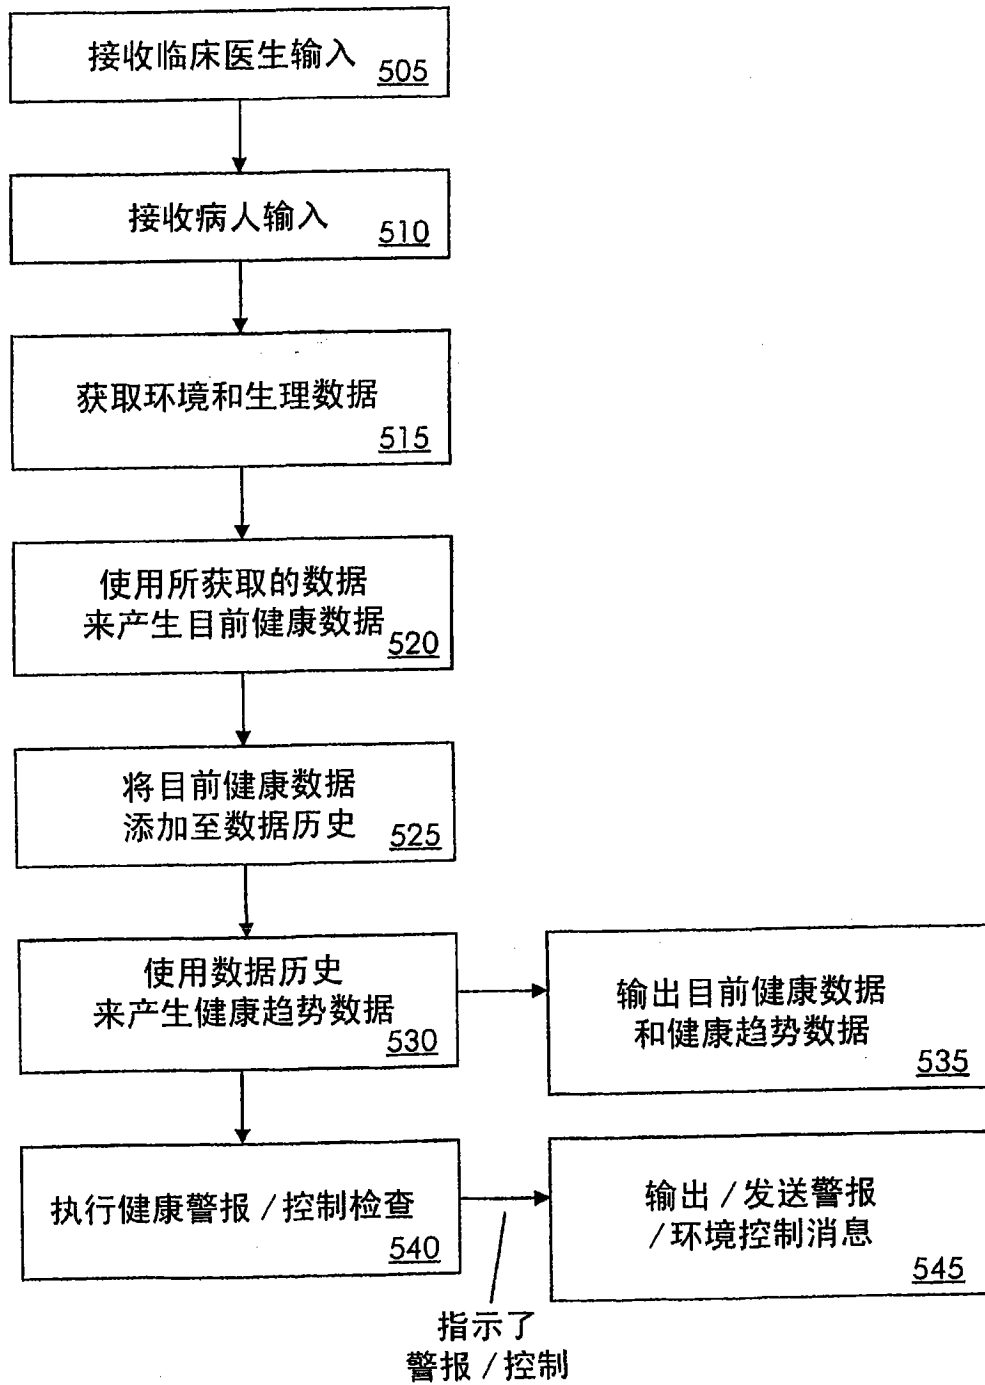 接收临床医生输入
505
接收病人输入
510
获取环境和生理数据
515
使用所获取的数据
来产生目前健康数据
520
将目前健康数据
添加至数据历史
525
使用数据历史
来产生健康趋势数据
530
输出目前健康数据
和健康趋势数据
535
执行健康警报/控制检查
540
输出/发送警报
/环境控制消息
545
指示了
警报/控制